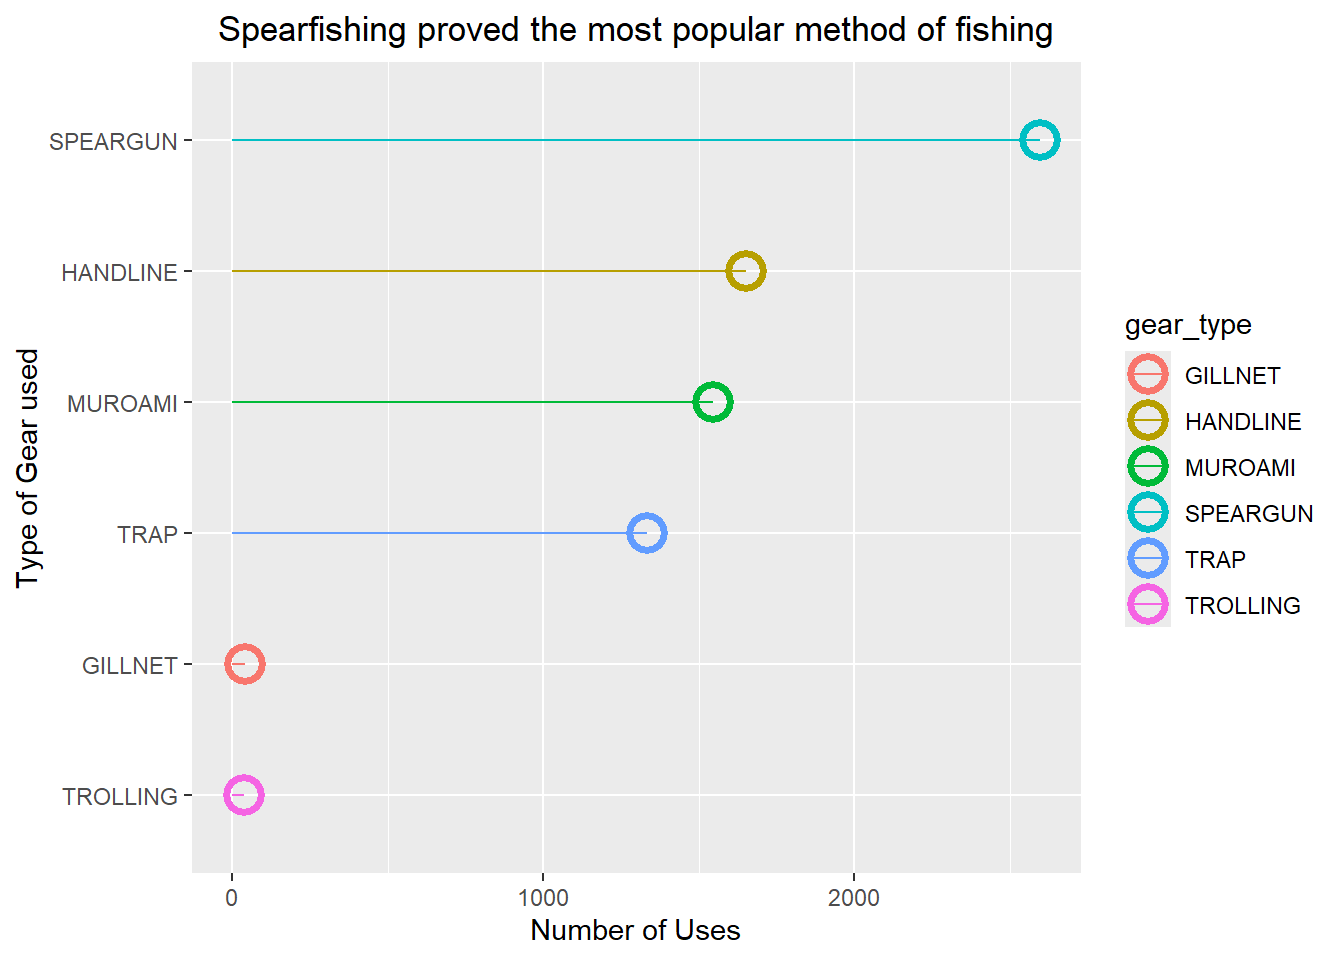 Spearfishing proved the most popular method of fishing
Type of Gear used
SPEARGUN
HANDLINE
MUROAMI
TRAP
GILLNET
TROLLING
0 1000 2000
Number of Uses
gear_type
GILLNET
HANDLINE
MUROAMI
SPEARGUN
TRAP
TROLLING